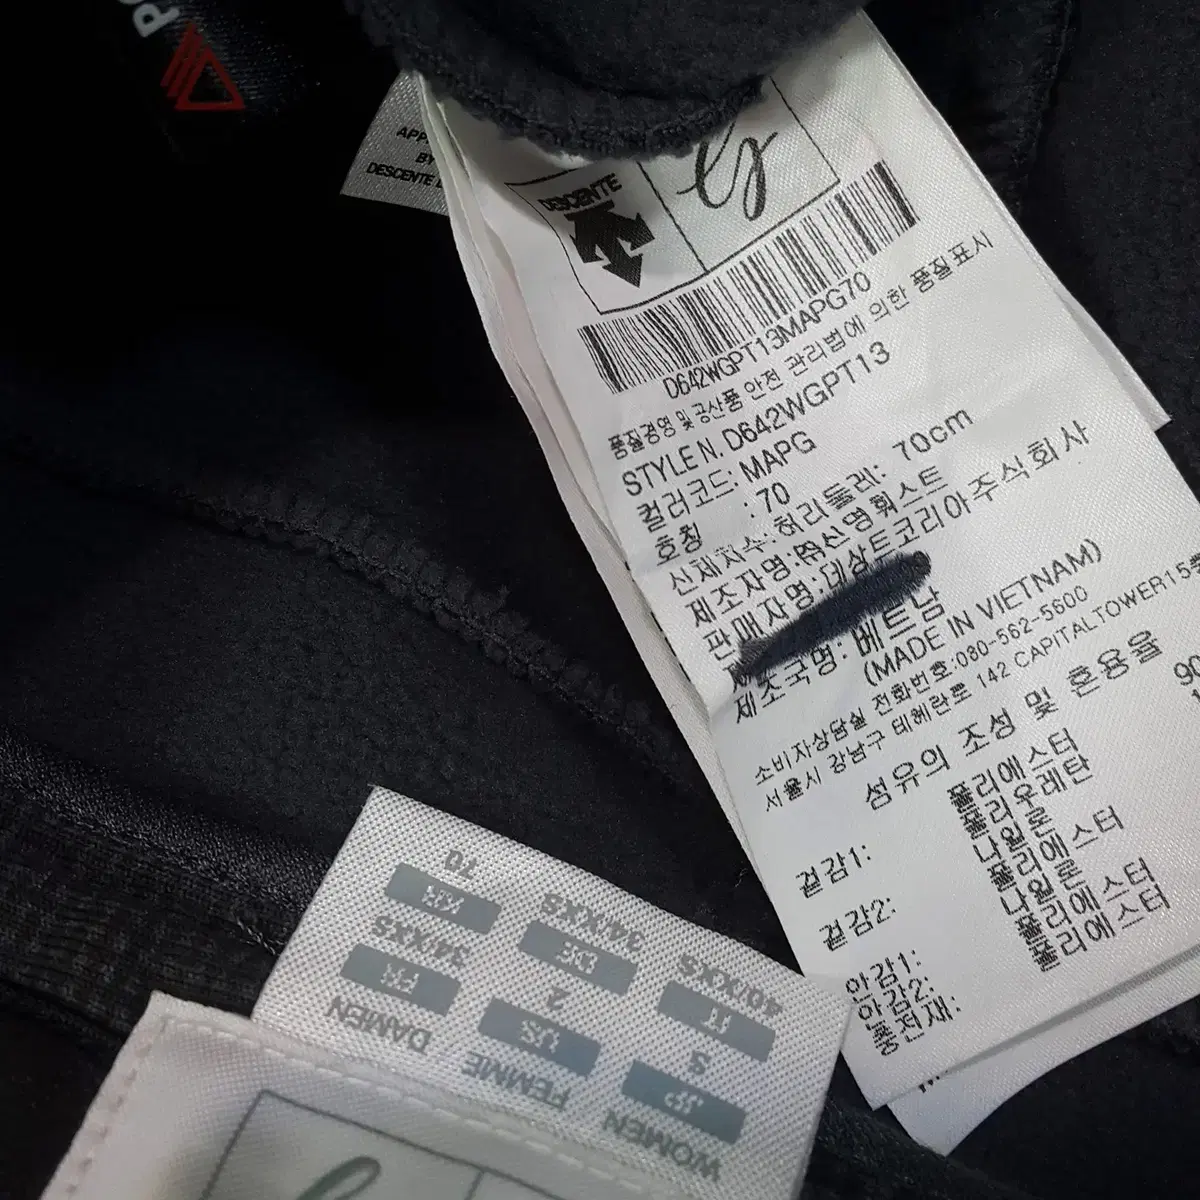 APP
BY
DESCENTE
DESCENTE
D642WGPT13MAPG70
품질경영 및 공산품 안전 관리법에 의한 품질표시
STYLE N. D642WGPT13
컬러코드: MAPG
호칭 : 70
신체치수: 허리둘레: 70cm
제조자명:㈜신명훠스트
판매자명:데상트코리아주식회사
제조국명: 베트남
(MADE IN VIETNAM)
소비자상담실 전화번호:080-562-5600
서울시 강남구 테헤란로 142 CAPITALTOWER15층
섬유의 조성 및 혼용율
겉감1: 폴리에스터 90
폴리우레탄
겉감2: 나일론
폴리에스터
안감1: 나일론
안감2: 폴리에스터
충전재: 폴리에스터
WOMEN FEMME DAMEN
JP US FR
S 2 34/XXS
IT DE KR
40/XXS 34/XXS 70